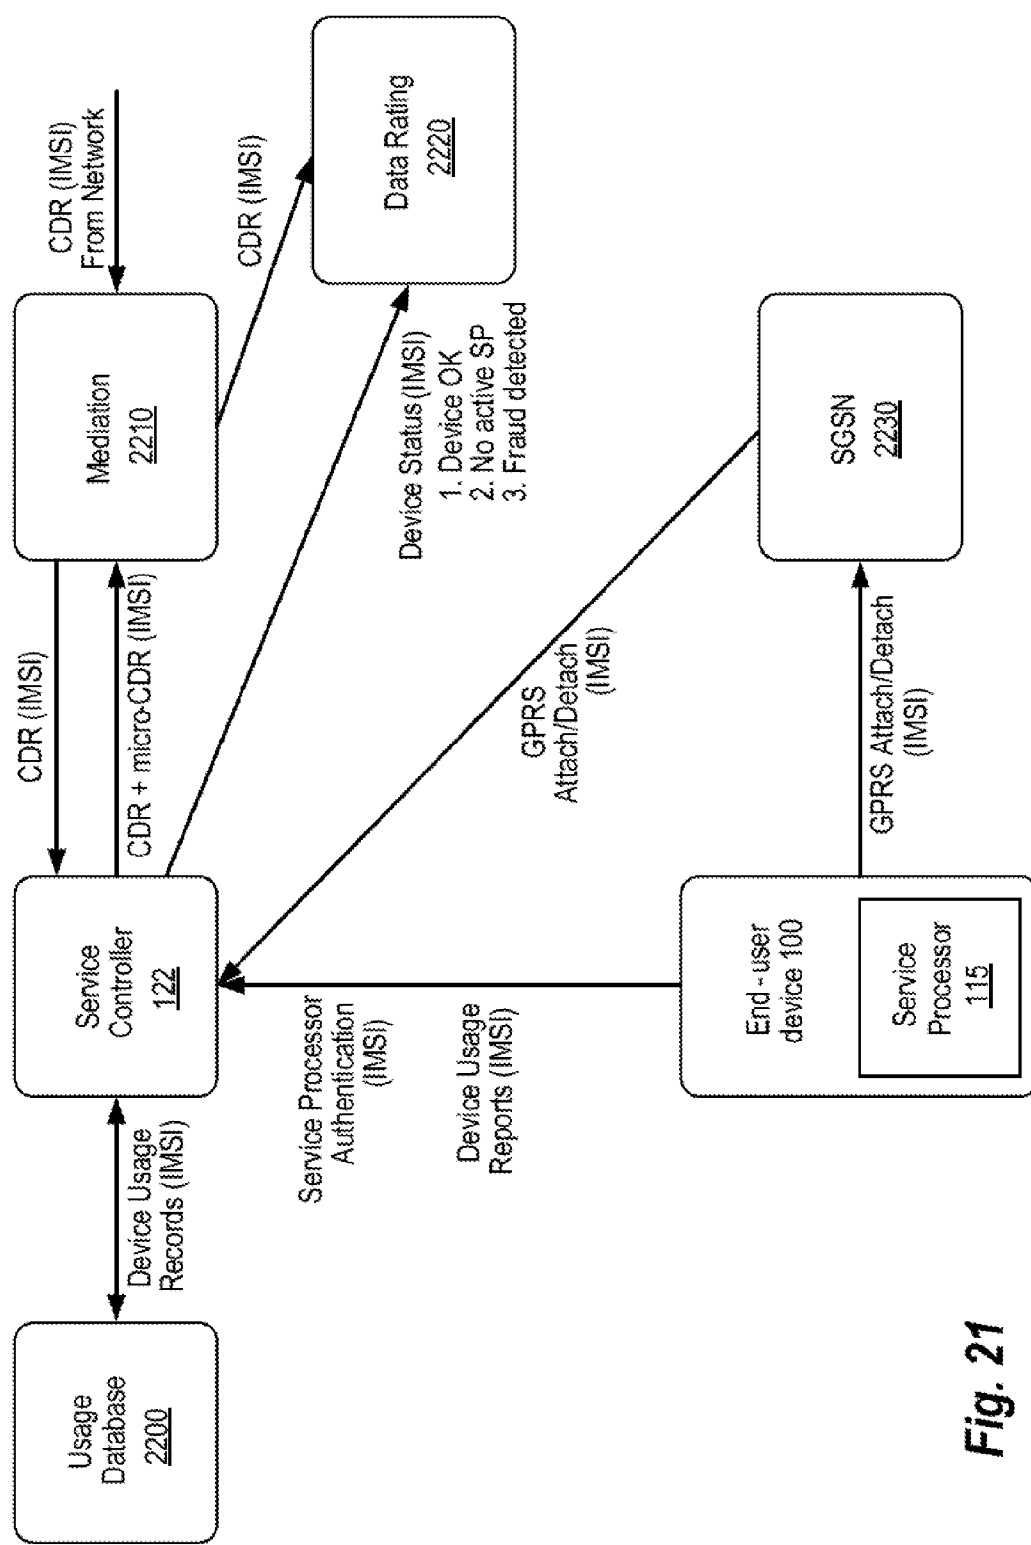 Usage
Database
2200
Device Usage
Records (IMSI)
Service
Controller
122
CDR (IMSI)
CDR + micro-CDR (IMSI)
Mediation
2210
CDR (IMSI)
From Network
CDR (IMSI)
Data Rating
2220
Device Status (IMSI)
1. Device OK
2. No active SP
3. Fraud detected
Service Processor
Authentication
(IMSI)
Device Usage
Reports (IMSI)
GPRS
Attach/Detach
(IMSI)
End - user
device 100
Service
Processor
115
GPRS Attach/Detach
(IMSI)
SGSN
2230
Fig. 21